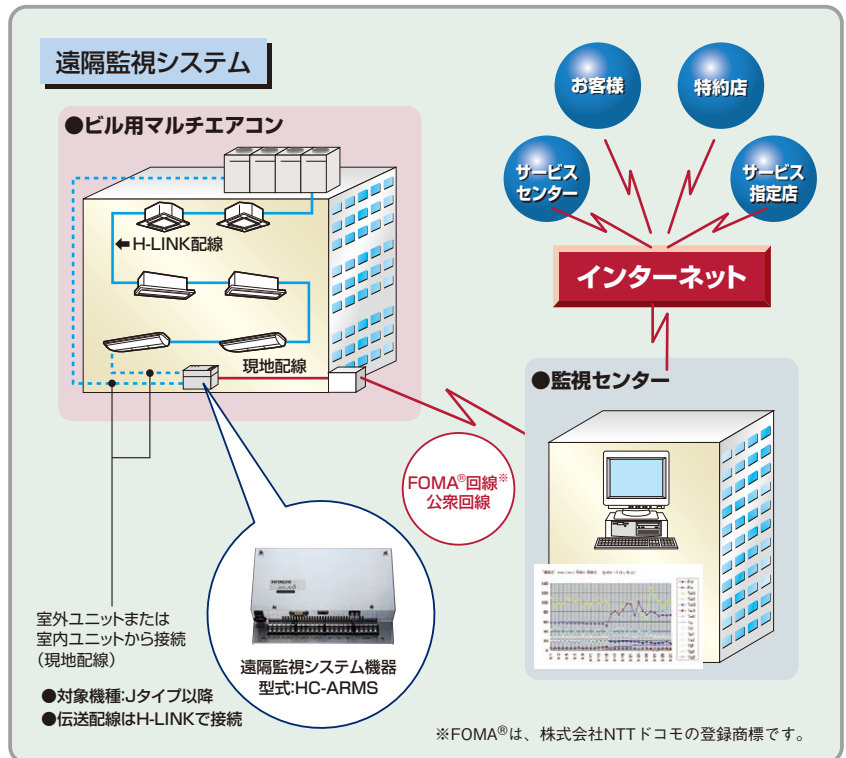 遠隔監視システム
●ビル用マルチエアコン
H-LINK配線
現地配線
お客様
特約店
サービス
センター
サービス
指定店
インターネット
●監視センター
FOMA®回線※
公衆回線
HITACHI
遠隔監視システム機器
型式:HC-ARMS
室外ユニットまたは
室内ユニットから接続
(現地配線)
●対象機種:Jタイプ以降
●伝送配線はH-LINKで接続
※FOMA®は、株式会社NTTドコモの登録商標です。